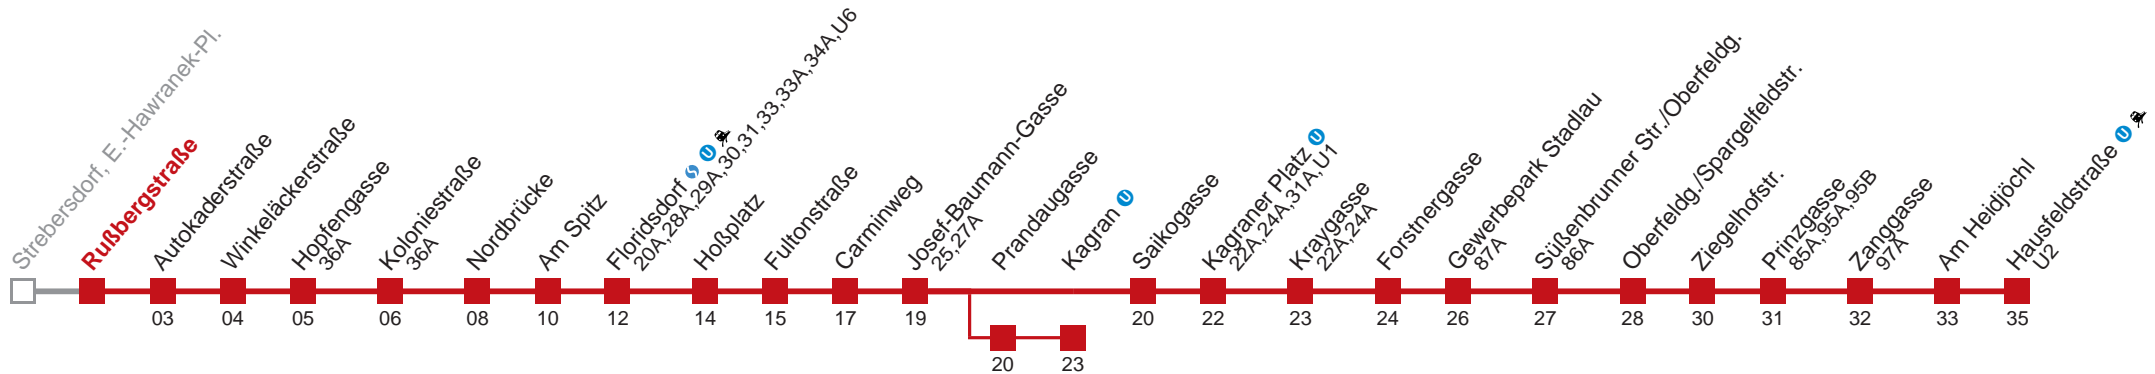 Strebersdorf, E.-Hawranek-Pl.
Rußbergstraße
Autokaderstraße
Winkeläckerstraße
Hopfengasse
36A
Koloniestraße
36A
Nordbrücke
Am Spitz
Floridsdorf S U
20A,28A,29A,30,31,33,33A,34A,U6
Hoßplatz
Fultonstraße
Carminweg
Josef-Baumann-Gasse
25,27A
Prandaugasse
Kagran U
Saikogasse
Kagraner Platz U
22A,24A,31A,U1
Kraygasse
22A,24A
Forstnergasse
Gewerbepark Stadlau
87A
Süßenbrunner Str./Oberfeldg.
86A
Oberfeldg./Spargelfeldstr.
Ziegelhofstr.
Prinzgasse
85A,95A,95B
Zanggasse
97A
Am Heidjöchl
Hausfeldstraße U
U2
03 04 05 06 08 10 12 14 15 17 19 20 22 23 24 26 27 28 30 31 32 33 35
20 23